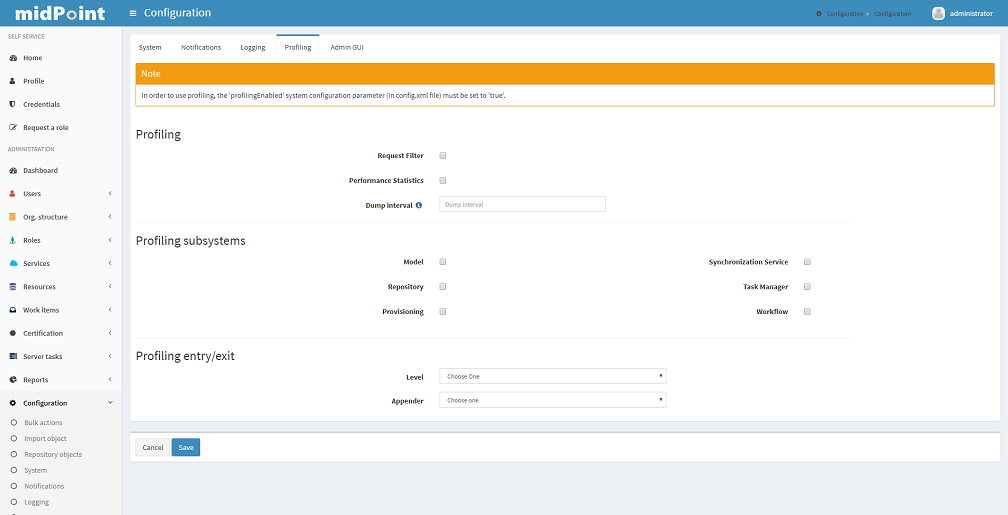 midPoint
Configuration
Configuration > Configuration
administrator
SELF SERVICE
Home
Profile
Credentials
Request a role
ADMINISTRATION
Dashboard
Users
Org. structure
Roles
Services
Resources
Work items
Certification
Server tasks
Reports
Configuration
Bulk actions
Import object
Repository objects
System
Notifications
Logging
System Notifications Logging Profiling Admin GUI
Note
In order to use profiling, the 'profilingEnabled' system configuration parameter (in config.xml file) must be set to 'true'.
Profiling
Request Filter
Performance Statistics
Dump interval Dump interval
Profiling subsystems
Model Synchronization Service
Repository Task Manager
Provisioning Workflow
Profiling entry/exit
Level Choose One
Appender Choose one
Cancel Save